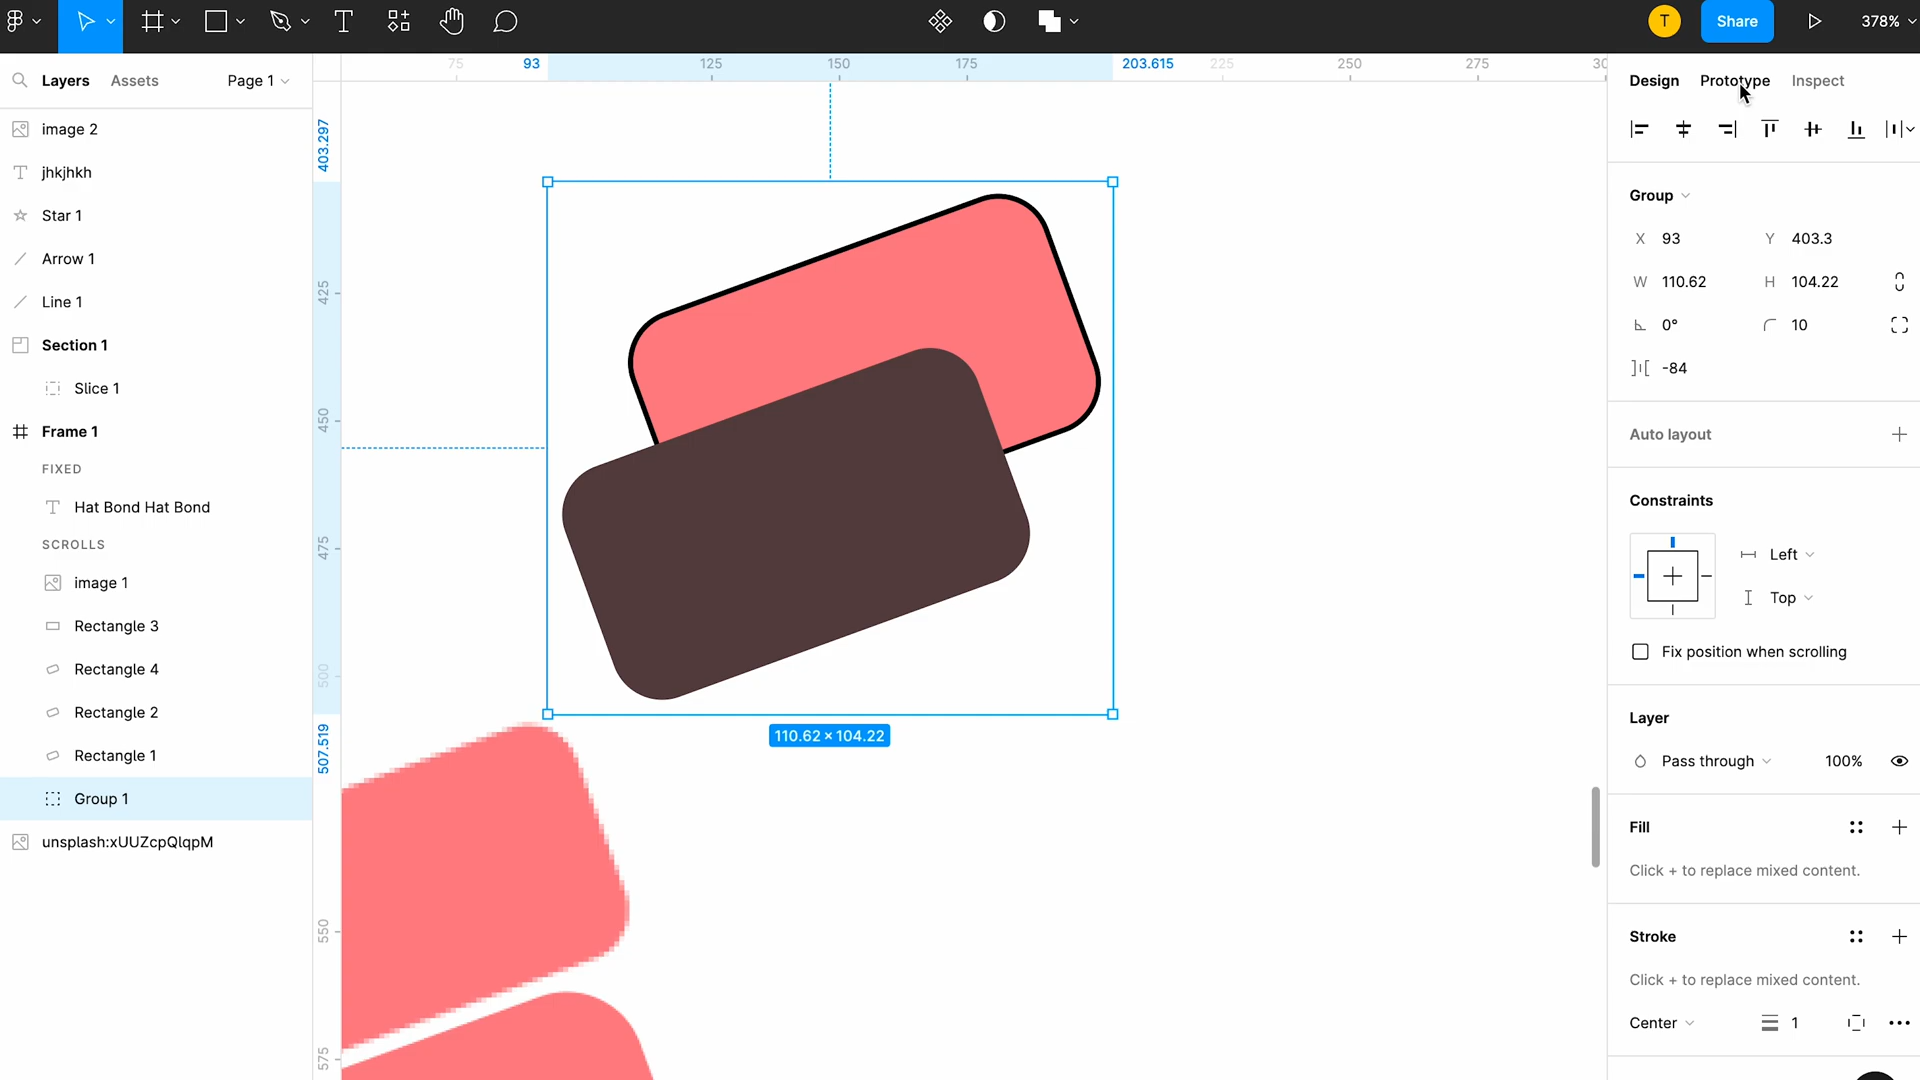 T
Share
378%
Layers
Assets
Page 1
75
93
125
150
175
203.615
225
250
275
30
Design
Prototype
Inspect
image 2
jhkjhkh
Star 1
Arrow 1
Line 1
Section 1
Slice 1
Frame 1
FIXED
Hat Bond Hat Bond
SCROLLS
image 1
Rectangle 3
Rectangle 4
Rectangle 2
Rectangle 1
Group 1
unsplash:xUUZcpQlqpM
403.297
425
450
475
500
507.519
550
575
110.62 × 104.22
Group
X 93
Y 403.3
W 110.62
H 104.22
0°
10
-84
Auto layout
Constraints
Left
Top
Fix position when scrolling
Layer
Pass through
100%
Fill
Click + to replace mixed content.
Stroke
Click + to replace mixed content.
Center
1